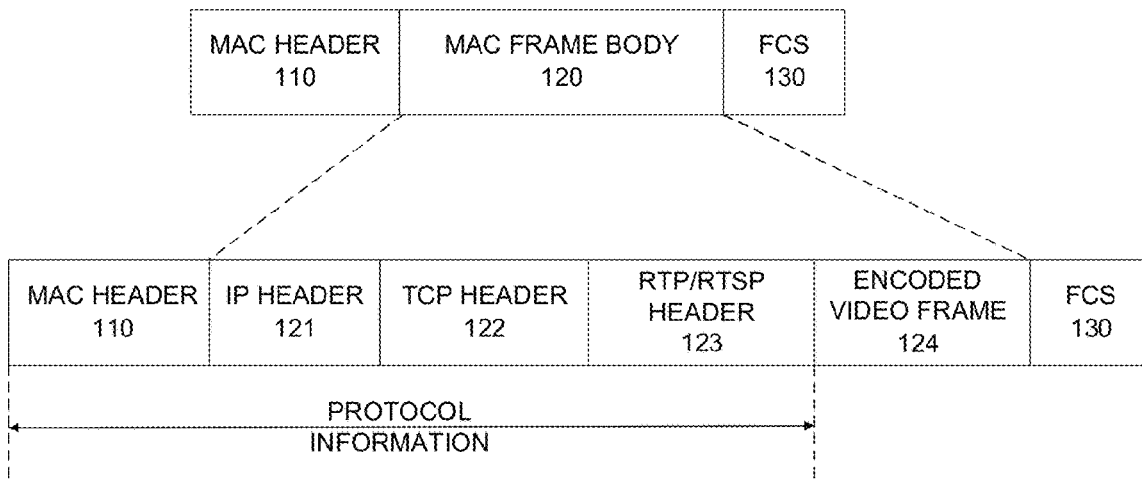 MAC HEADER
110
MAC FRAME BODY
120
FCS
130
MAC HEADER
110
IP HEADER
121
TCP HEADER
122
RTP/RTSP
HEADER
123
ENCODED
VIDEO FRAME
124
FCS
130
PROTOCOL
INFORMATION